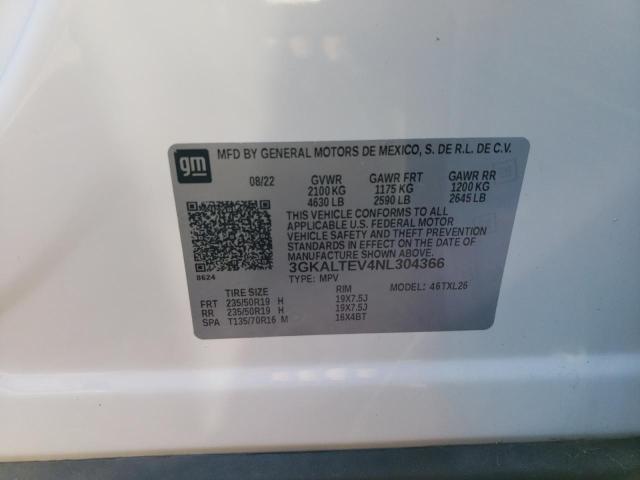 gm
MFD BY GENERAL MOTORS DE MEXICO, S. DE R.L. DE C.V.
08/22 GVWR GAWR FRT GAWR RR
2100 KG 1175 KG 1200 KG
4630 LB 2590 LB 2645 LB
THIS VEHICLE CONFORMS TO ALL
APPLICABLE U.S. FEDERAL MOTOR
VEHICLE SAFETY AND THEFT PREVENTION
STANDARDS IN EFFECT ON THE DATE OF
MANUFACTURE SHOWN ABOVE.
3GKALTEV4NL304366
8624 TYPE: MPV MODEL: 46TXL26
TIRE SIZE RIM
FRT 235/50R19 H 19X7.5J
RR 235/50R19 H 19X7.5J
SPA T135/70R16 M 16X4BT